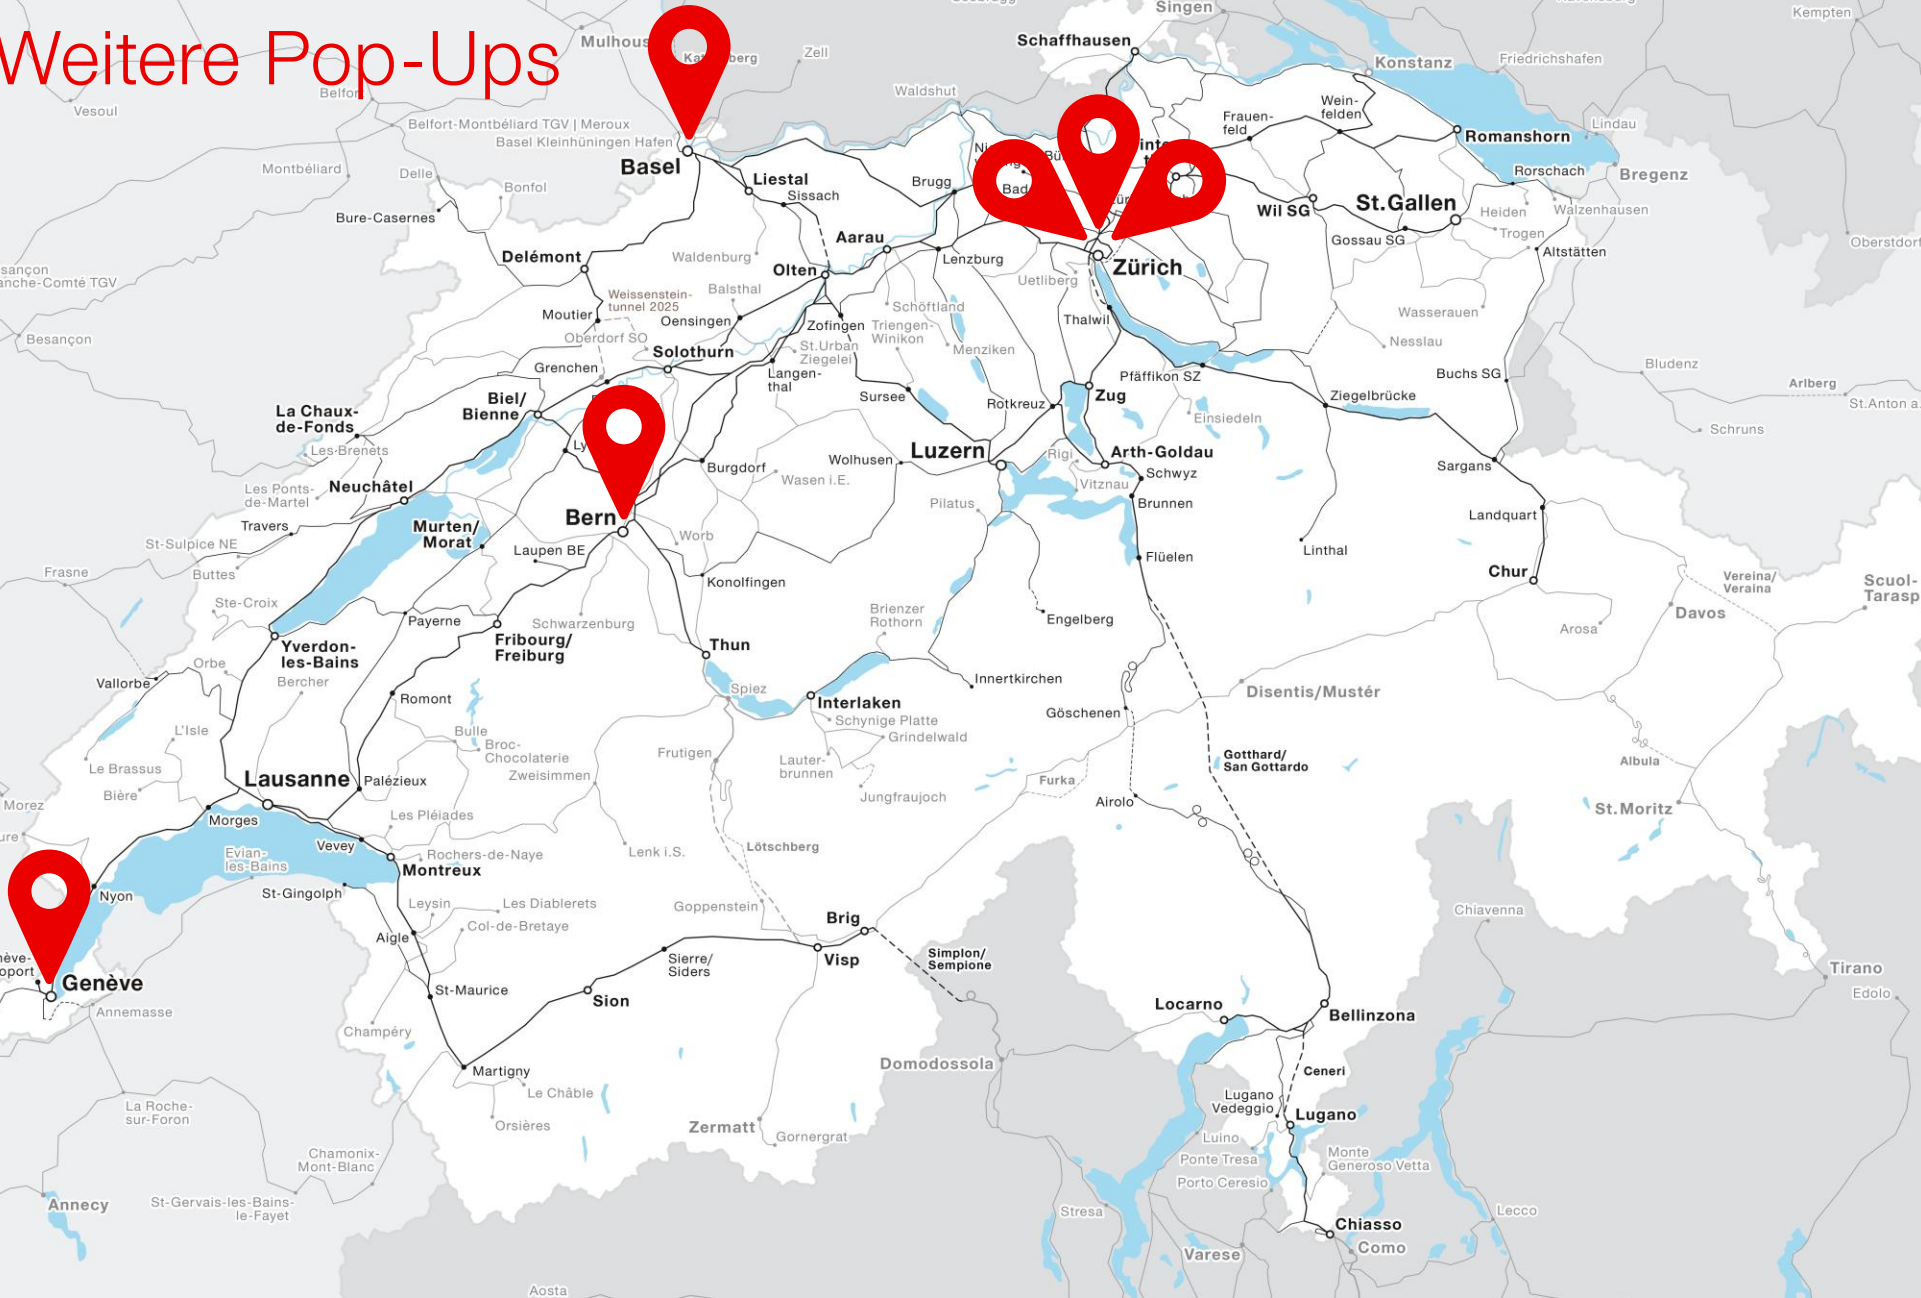 Weitere Pop-Ups
Singen
Kempten
Mulhous
Schaffhausen
Zell
Konstanz
Friedrichshafen
Belfor
Waldshut
Vesoul
Wein-
felden
Frauen-
feld
Lindau
Belfort-Montbéliard TGV | Meroux
Basel Kleinhüningen Hafen
Romanshorn
Basel
Montbéliard
Delle
Liestal
Sissach
Brugg
Bad
Rorschach
Bregenz
Bonfol
Bure-Casernes
Wil SG
St.Gallen
Heiden
Walzenhausen
Trogen
Gossau SG
Altstätten
Oberstdorf
Aarau
Delémont
Waldenburg
Olten
Lenzburg
Zürich
Uetliberg
anche-Comté TGV
Weissenstein-
tunnel 2025
Balsthal
Moutier
Oensingen
Schöftland
Zofingen
Triengen-
Winikon
Thalwil
Wasserauen
Besançon
Oberdorf SO
Solothurn
St.Urban
Ziegelei
Menziken
Nesslau
Grenchen
Langen-
thal
Pfäffikon SZ
Buchs SG
Bludenz
Arlberg
St.Anton a.
Biel/
Bienne
Sursee
Rotkreuz
Zug
Ziegelbrücke
La Chaux-
de-Fonds
Einsiedeln
Schruns
Les Brenets
Ly
Burgdorf
Wolhusen
Luzern
Rigi
Arth-Goldau
Sargans
Schwyz
Wasen i.E.
Vitznau
Les Ponts-
de-Martel
Neuchâtel
Pilatus
Brunnen
Landquart
Travers
Murten/
Morat
Bern
Worb
St-Sulpice NE
Laupen BE
Linthal
Flüelen
Frasne
Buttes
Konolfingen
Chur
Vereina/
Veraina
Scuol-
Tarasp
Ste-Croix
Payerne
Schwarzenburg
Brienzer
Rothorn
Engelberg
Davos
Arosa
Yverdon-
les-Bains
Fribourg/
Freiburg
Thun
Orbe
Bercher
Vallorbe
Romont
Spiez
Interlaken
Innertkirchen
Disentis/Mustér
Göschenen
L'Isle
Bulle
Broc-
Chocolaterie
Schynige Platte
Grindelwald
Frutigen
Lauter-
brunnen
Gotthard/
San Gottardo
Albula
Le Brassus
Lausanne
Palézieux
Zweisimmen
Jungfraujoch
Furka
Bière
Morez
Airolo
St.Moritz
Morges
Les Pléiades
Vevey
Lenk i.S.
Lötschberg
Evian-
les-Bains
Rochers-de-Naye
Montreux
Nyon
St-Gingolph
Leysin
Les Diablerets
Goppenstein
Col-de-Bretaye
Brig
Chiavenna
Aigle
Visp
Sierre/
Siders
Simplon/
Sempione
Genève
St-Maurice
Sion
Tirano
Edolo
Annemasse
Locarno
Bellinzona
Champéry
Domodossola
Martigny
Le Châble
Ceneri
La Roche-
sur-Foron
Orsières
Lugano
Vedeggio
Lugano
Zermatt
Gornergrat
Luino
Chamonix-
Mont-Blanc
Ponte Tresa
Monte
Generoso Vetta
Porto Ceresio
Annecy
St-Gervais-les-Bains-
le-Fayet
Stresa
Lecco
Chiasso
Como
Varese
Aosta